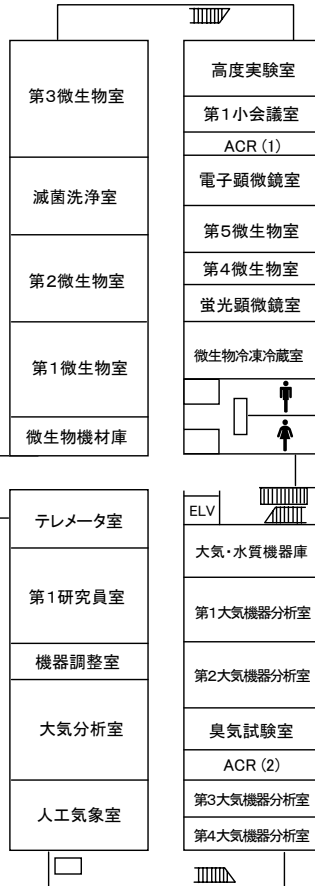 第3微生物室
滅菌洗浄室
第2微生物室
第1微生物室
微生物機材庫
高度実験室
第1小会議室
ACR (1)
電子顕微鏡室
第5微生物室
第4微生物室
蛍光顕微鏡室
微生物冷凍冷蔵室
テレメータ室
第1研究員室
機器調整室
大気分析室
人工気象室
ELV
大気・水質機器庫
第1大気機器分析室
第2大気機器分析室
臭気試験室
ACR (2)
第3大気機器分析室
第4大気機器分析室